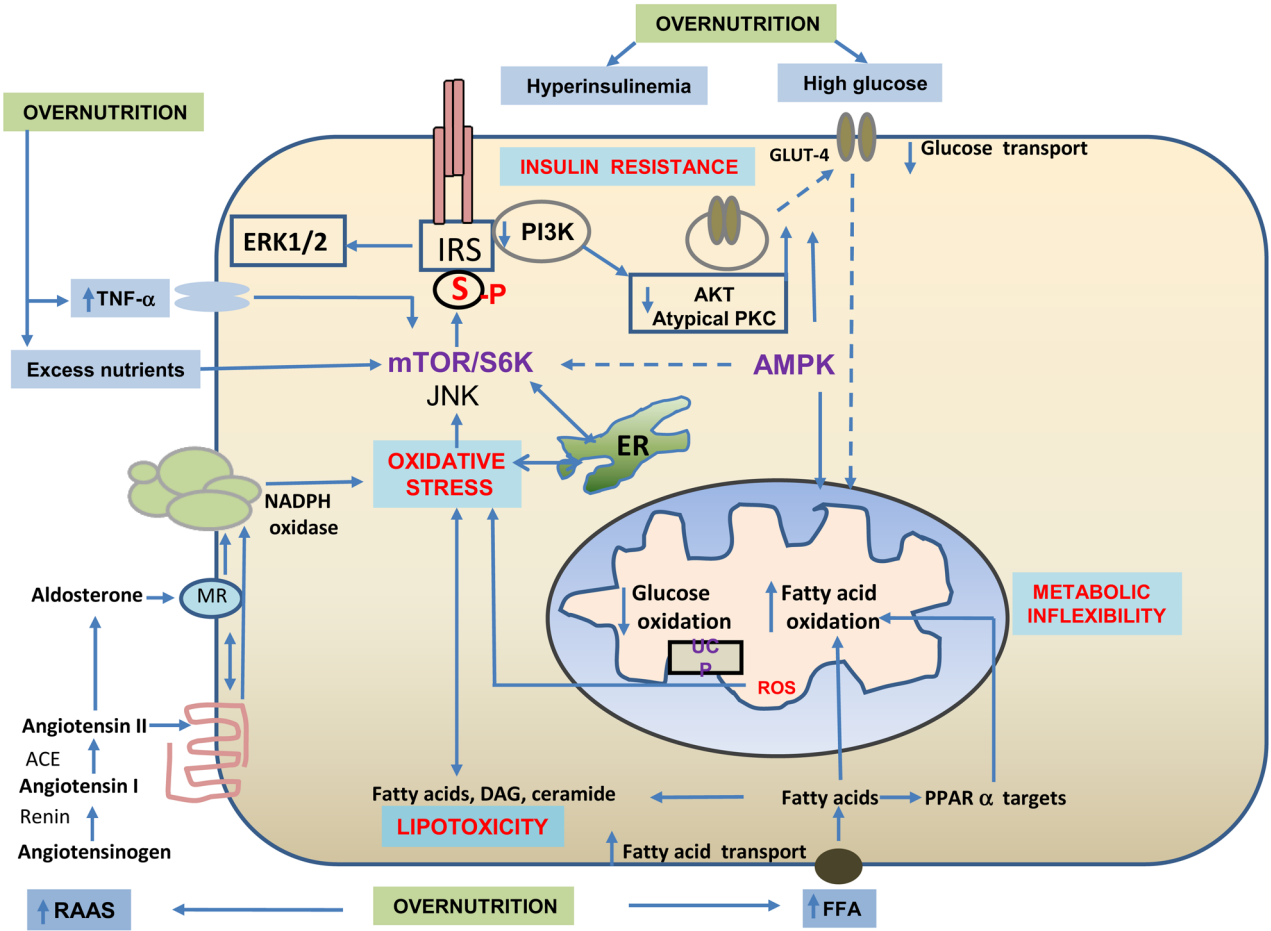 OVERNUTRITION
Hyperinsulinemia
High glucose
OVERNUTRITION
INSULIN RESISTANCE
GLUT-4
Glucose transport
ERK1/2
IRS
PI3K
S
-P
AKT
Atypical PKC
TNF-α
Excess nutrients
mTOR/S6K
JNK
AMPK
ER
OXIDATIVE
STRESS
NADPH
oxidase
Aldosterone
MR
Glucose
oxidation
Fatty acid
oxidation
METABOLIC
INFLEXIBILITY
UC
P
ROS
Angiotensin II
ACE
Angiotensin I
Renin
Angiotensinogen
Fatty acids, DAG, ceramide
Fatty acids
PPAR α targets
LIPOTOXICITY
Fatty acid transport
RAAS
OVERNUTRITION
FFA